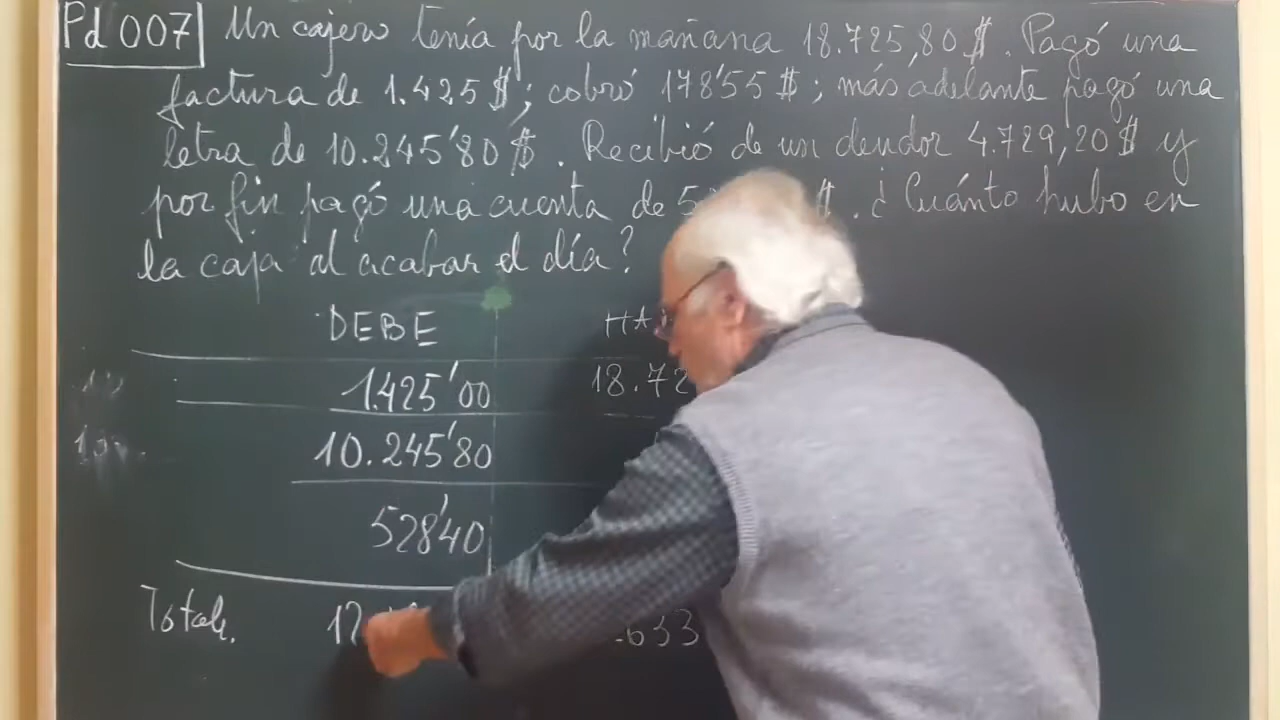 Pd 007 Un cajero tenía por la mañana 18.725,80 $. Pagó una
factura de 1.425 $; cobró 178'55 $; más adelante pagó una
letra de 10.245'80 $. Recibió de un deudor 4.729,20 $ y
por fin pagó una cuenta de 5 $. ¿Cuánto hubo en
la caja al acabar el día?
DEBE HA
1.425'00 18.72
10.245'80
528'40
Total. 12 .633